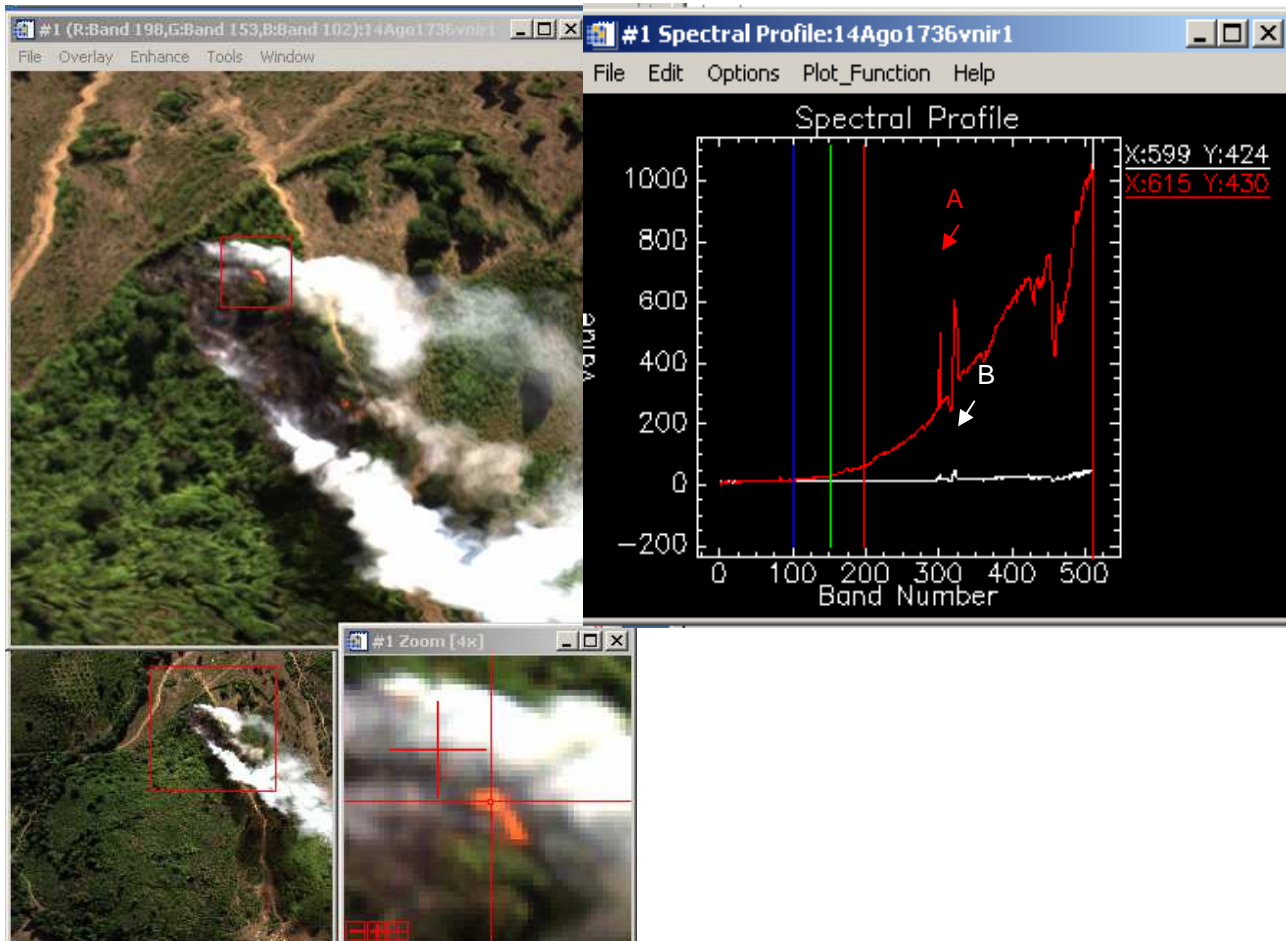 #1 (R:Band 198,G:Band 153,B:Band 102):14Ago1736vnir1
File Overlay Enhance Tools Window
#1 Spectral Profile:14Ago1736vnir1
File Edit Options Plot_Function Help
Spectral Profile
X:599 Y:424
X:615 Y:430
1000
800
600
400
200
0
-200
Value
A
B
0 100 200 300 400 500
Band Number
#1 Zoom [4x]